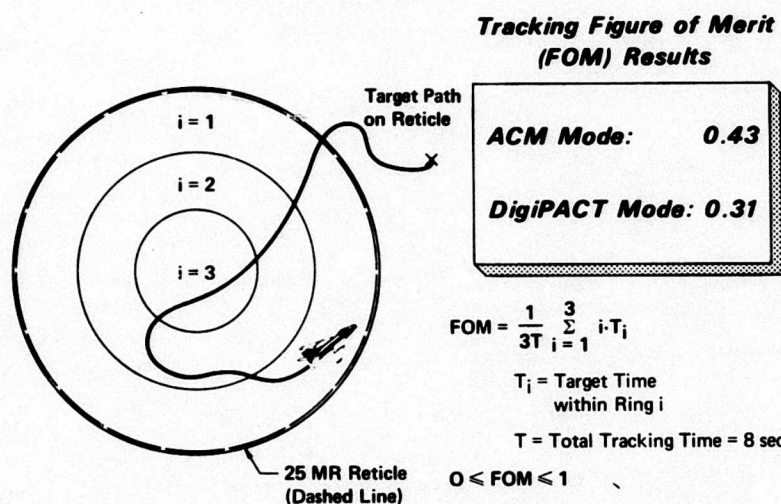 Tracking Figure of Merit
(FOM) Results
Target Path
on Reticle
i = 1
i = 2
i = 3
ACM Mode: 0.43
DigiPACT Mode: 0.31
FOM = 1/3T Σ i=1 3 i·Tᵢ
Tᵢ = Target Time
within Ring i
T = Total Tracking Time = 8 sec
25 MR Reticle
(Dashed Line)
O ≤ FOM ≤ 1